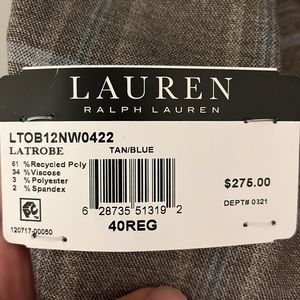 LAUREN
RALPH LAUREN
LTOB12NW0422
LATROBE TAN/BLUE
61 %Recycled Poly
34 %Viscose
3 %Polyester
2 %Spandex
$275.00
DEPT# 0321
6 28735 51319 2
120717-00050
40REG